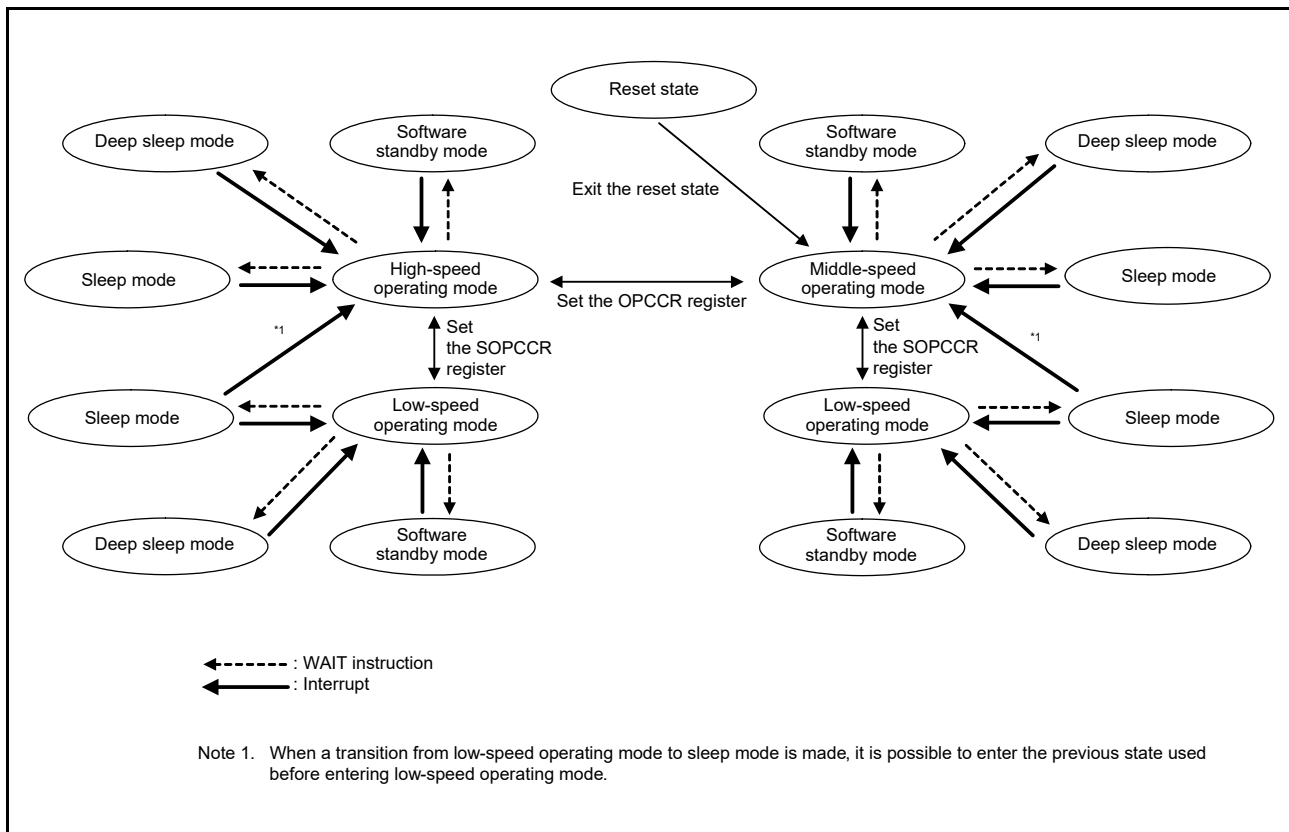 Reset state
Deep sleep mode
Software
standby mode
Software
standby mode
Deep sleep mode
Exit the reset state
Sleep mode
High-speed
operating mode
Set the OPCCR register
Middle-speed
operating mode
Sleep mode
*1
Set
the SOPCCR
register
Set
the SOPCCR
register
*1
Sleep mode
Low-speed
operating mode
Low-speed
operating mode
Sleep mode
Deep sleep mode
Software
standby mode
Software
standby mode
Deep sleep mode
: WAIT instruction
: Interrupt
Note 1. When a transition from low-speed operating mode to sleep mode is made, it is possible to enter the previous state used
before entering low-speed operating mode.